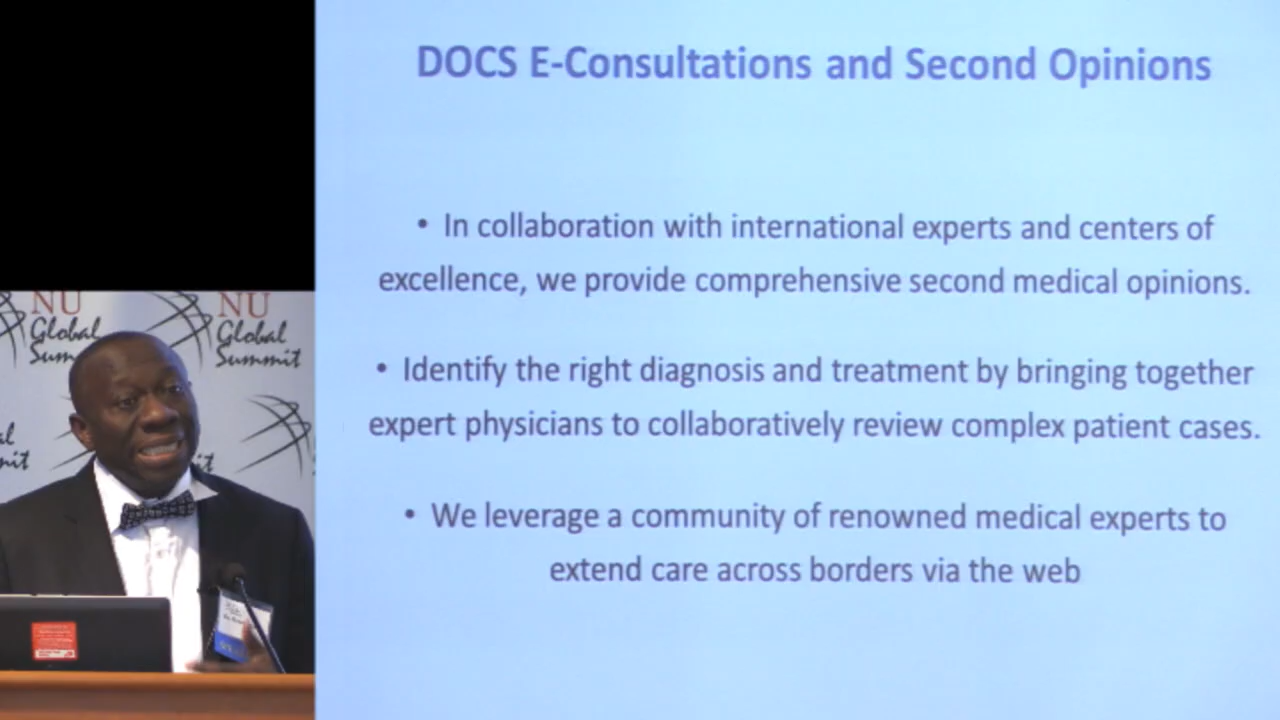 DOCS E-Consultations and Second Opinions
• In collaboration with international experts and centers of
excellence, we provide comprehensive second medical opinions.
• Identify the right diagnosis and treatment by bringing together
expert physicians to collaboratively review complex patient cases.
• We leverage a community of renowned medical experts to
extend care across borders via the web
NU
Global
Summit
NU
Global
Summit